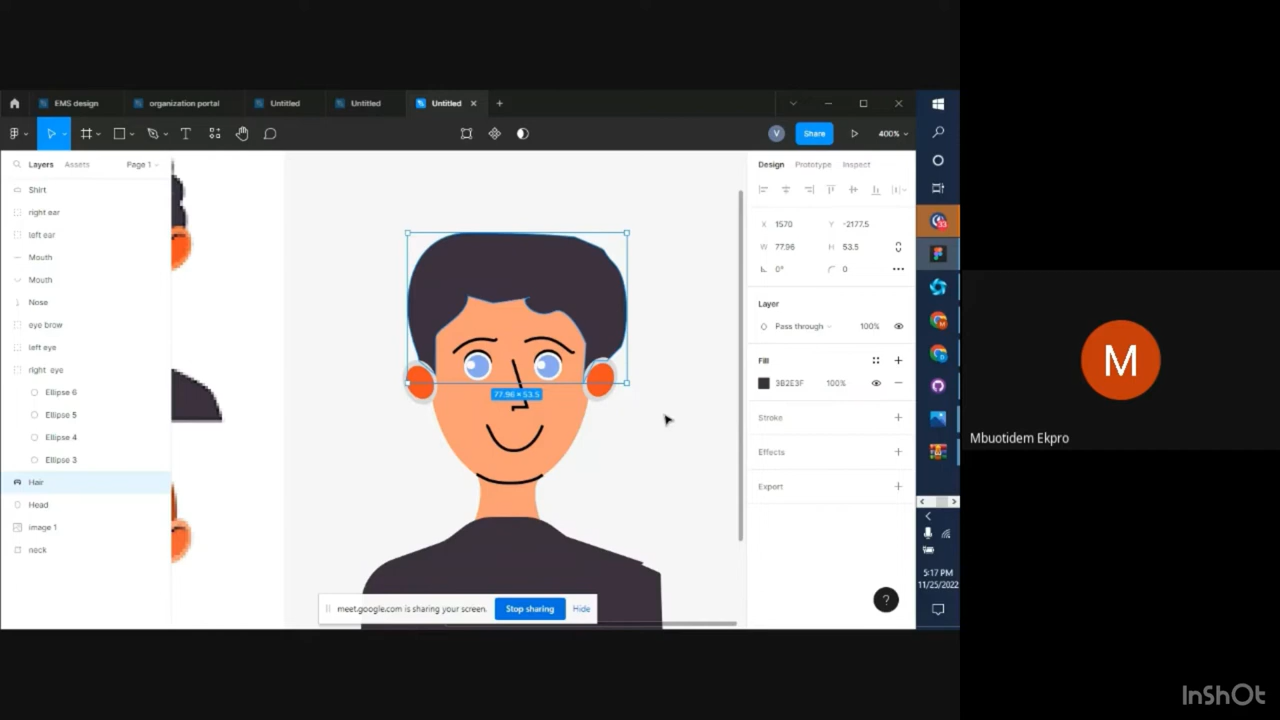 EMS design
organization portal
Untitled
Untitled
Untitled
V
Share
400%
Layers
Assets
Page 1
Shirt
right ear
left ear
Mouth
Mouth
Nose
eye brow
left eye
right eye
Ellipse 6
Ellipse 5
Ellipse 4
Ellipse 3
Hair
Head
image 1
neck
77.96 × 53.5
Design
Prototype
Inspect
X 1570
Y -2177.5
W 77.96
H 53.5
0°
0
Layer
Pass through
100%
Fill
3B2E3F
100%
Stroke
Effects
Export
?
meet.google.com is sharing your screen.
Stop sharing
Hide
5:17 PM
11/25/2022
M
Mbuotidem Ekpro
InShOt